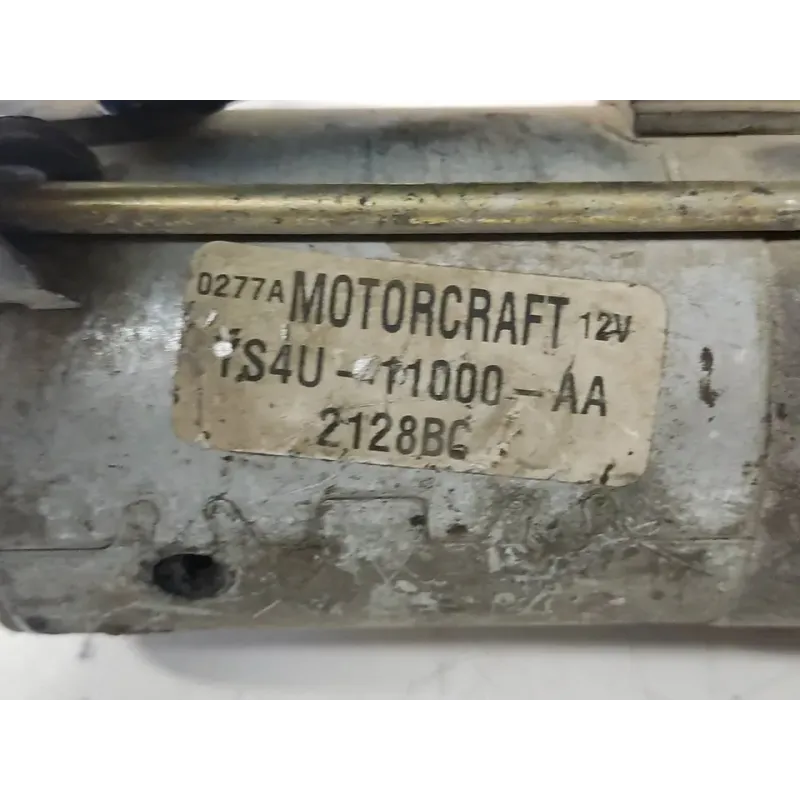 0277A MOTORCRAFT 12V
YS4U-11000-AA
2128BC